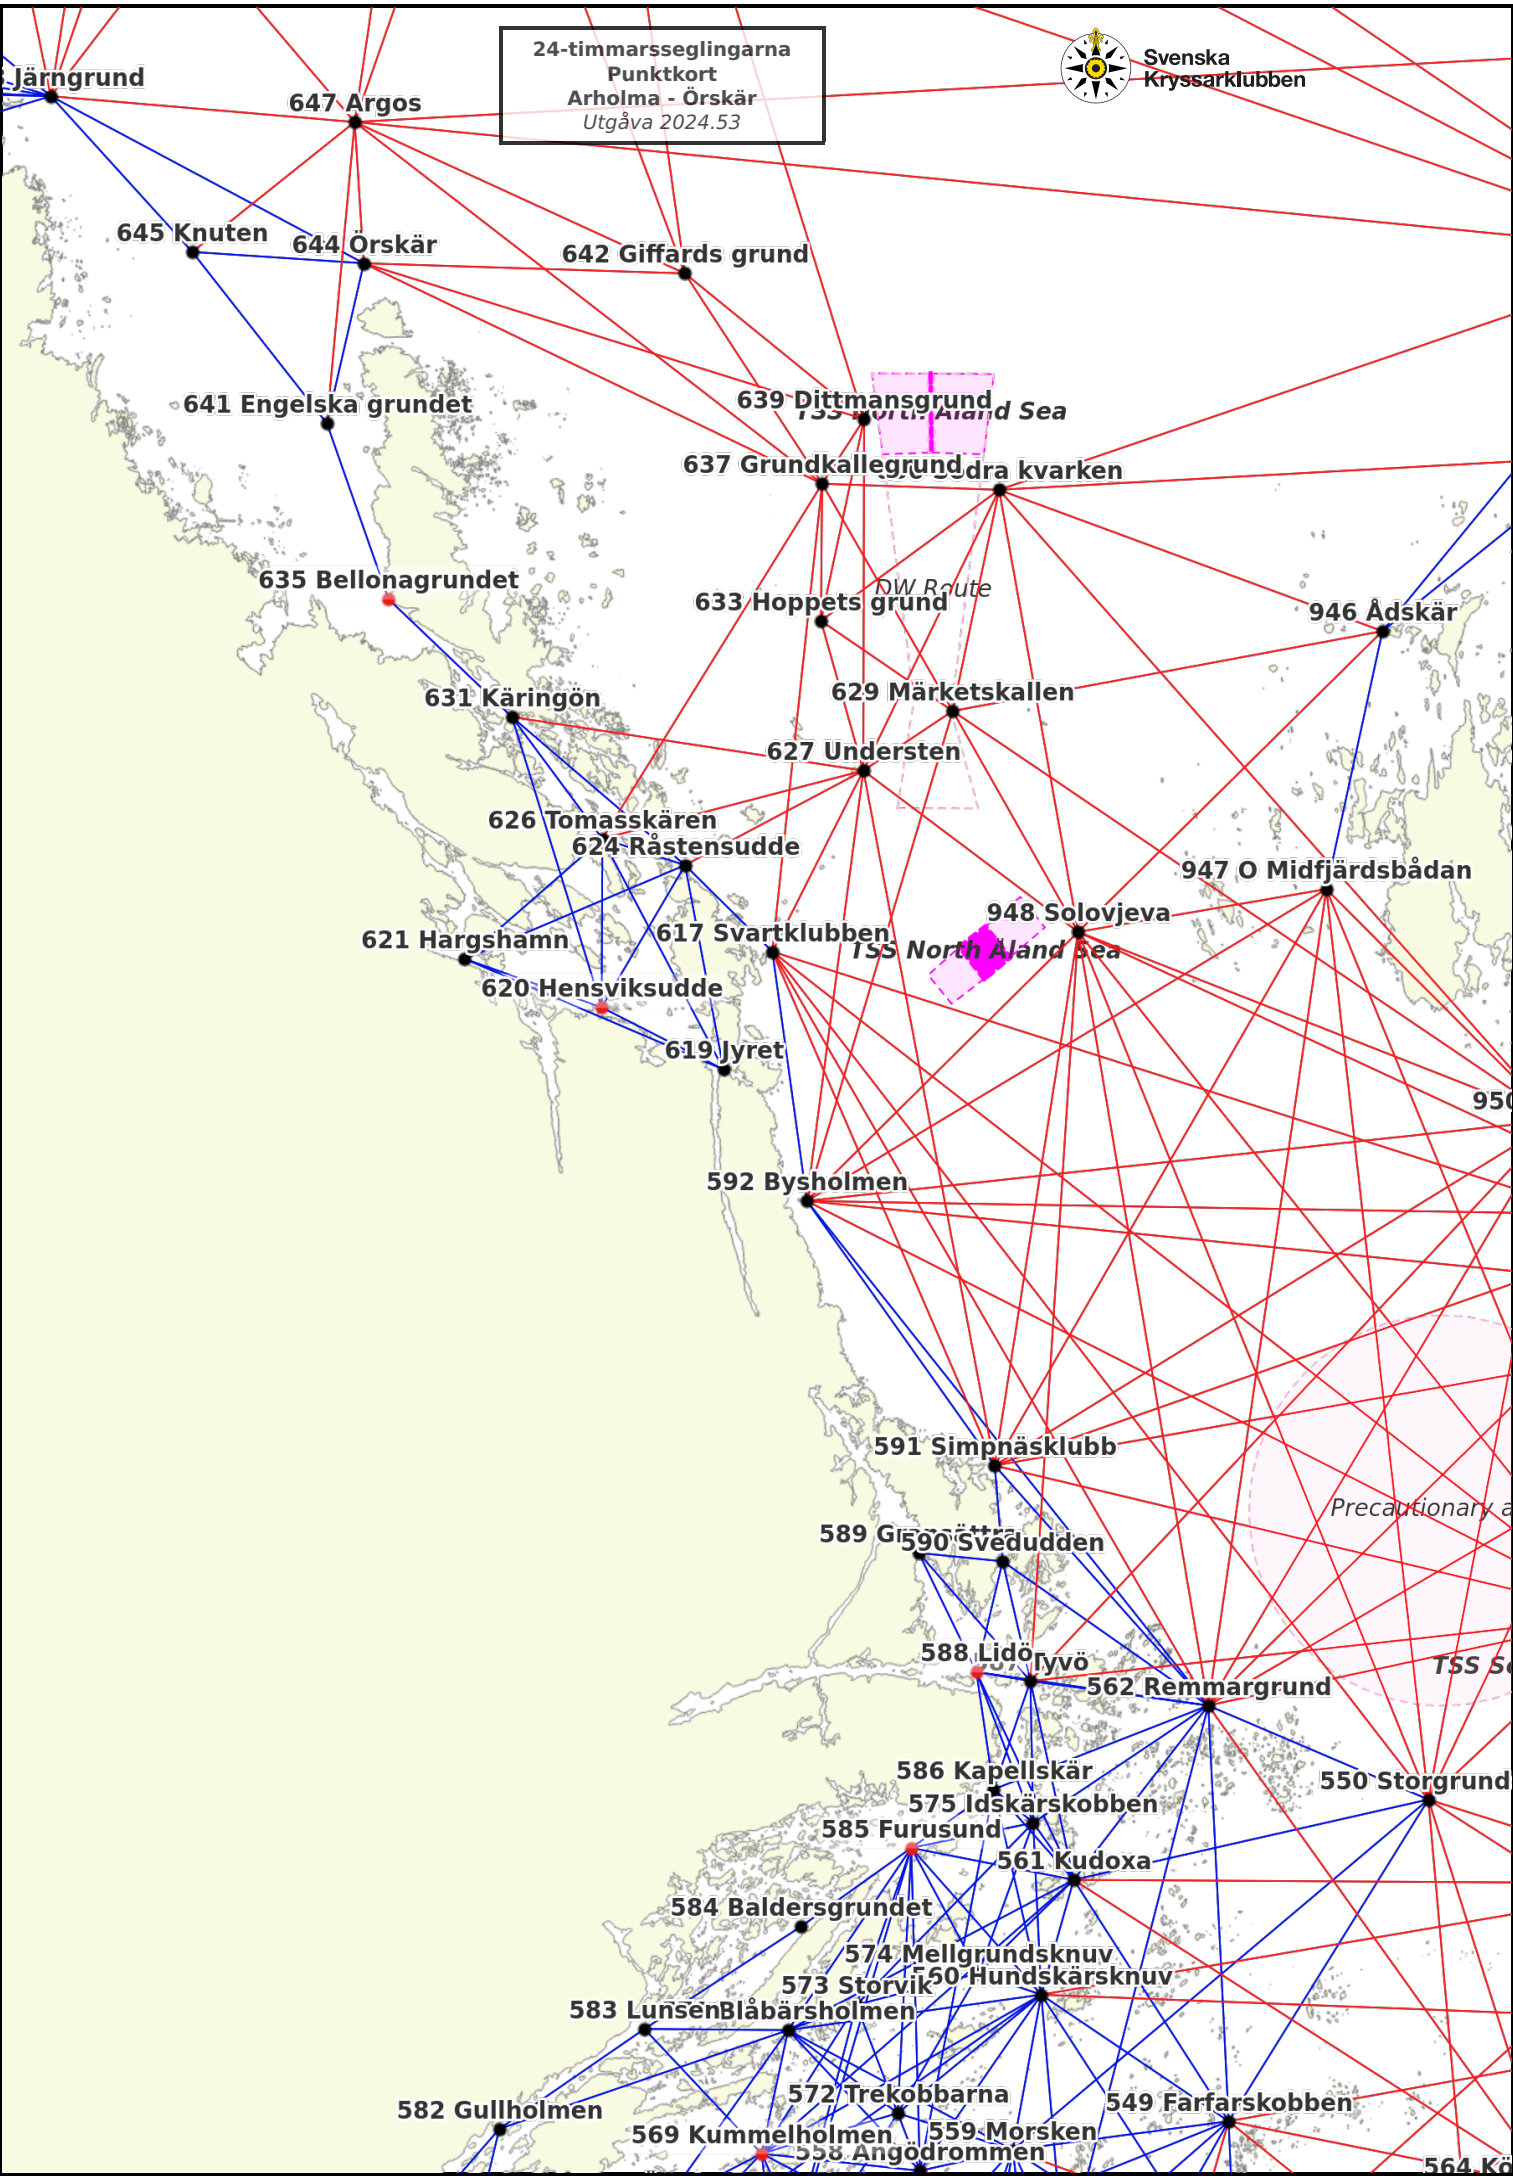 24-timmarsseglingarna
Punktkort
Arholma - Örskär
Utgåva 2024.53
Svenska
Kryssarklubben
Järngrund
647 Argos
645 Knuten
644 Örskär
642 Giffards grund
641 Engelska grundet
639 Dittmansgrund
TSS North Åland Sea
637 Grundkallegrund
Södra kvarken
635 Bellonagrundet
DW Route
633 Hoppets grund
946 Ådskär
631 Käringön
629 Märketskallen
627 Understen
626 Tomasskären
624 Råstensudde
947 O Midfjärdsbådan
948 Solovjeva
617 Svartklubben
621 Hargshamn
TSS North Åland Sea
620 Hensviksudde
619 Jyret
950
592 Bysholmen
591 Simpnäsklubb
Precautionary a
589
590 Svedudden
588 Lidö
Tyvö
TSS
562 Remmargrund
586 Kapellskär
550 Storgrund
575 Idskärskobben
585 Furusund
561 Kudoxa
584 Baldersgrundet
574 Mellgrundsknuv
560 Hundskärsknuv
573 Storvik
583 Lunsen
Blåbärsholmen
572 Trekobbarna
549 Farfarskobben
582 Gullholmen
559 Morsken
569 Kummelholmen
558 Ängödrommen
564 Kö